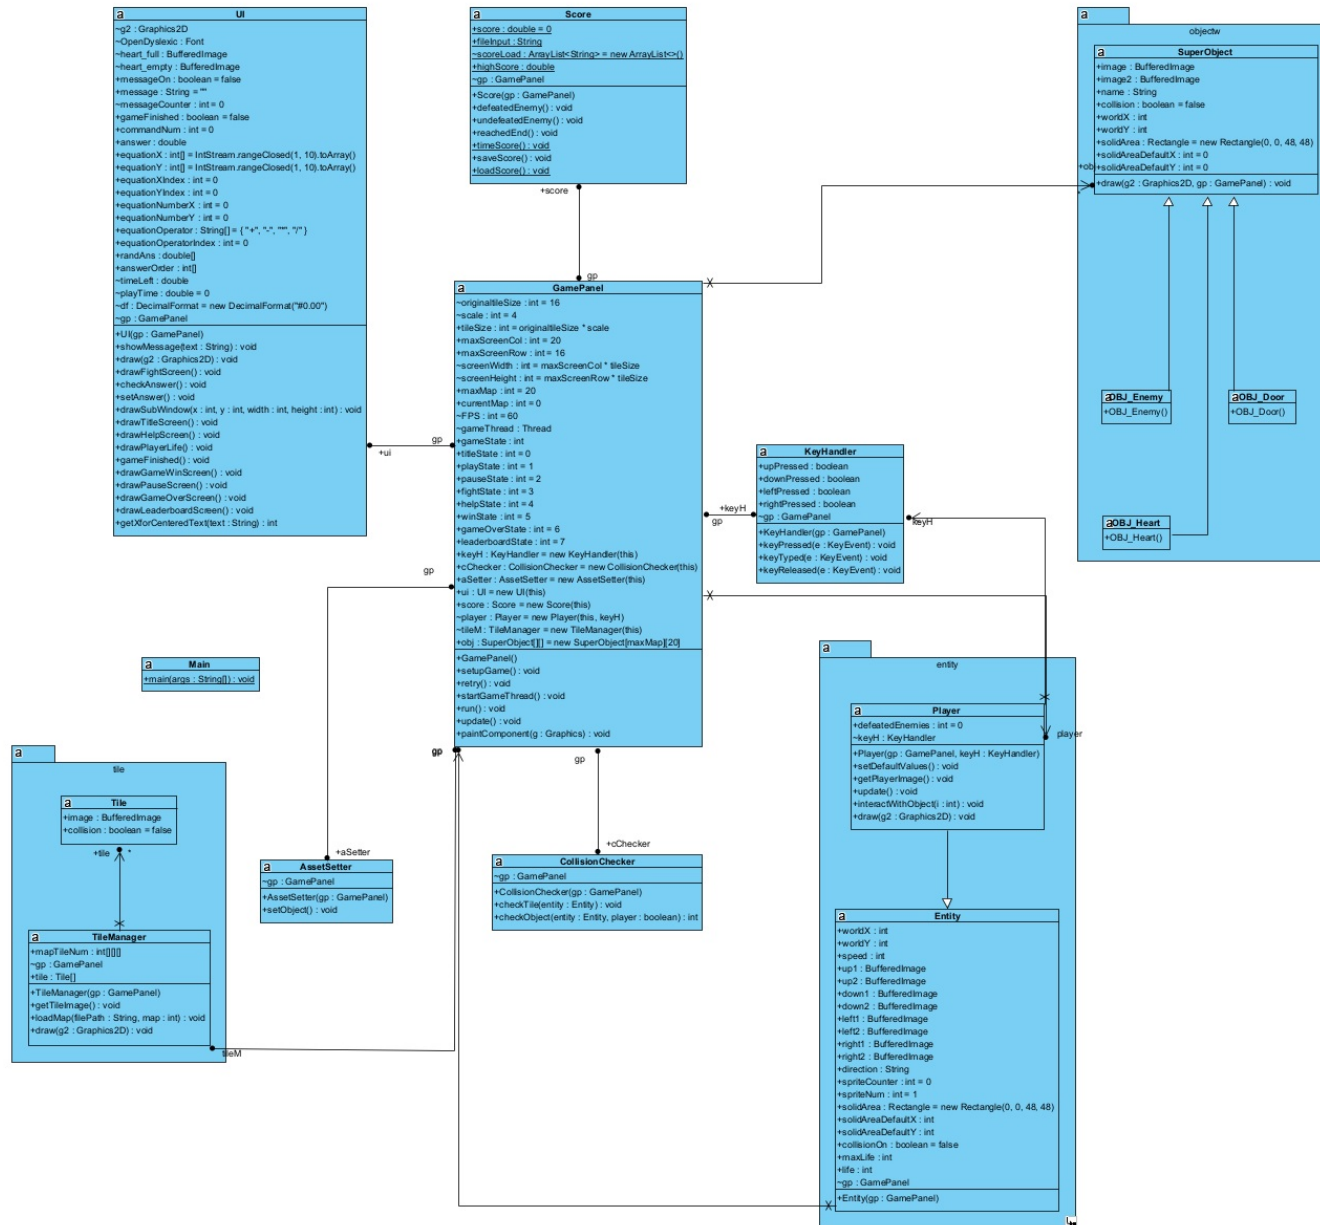 UI
~g2 : Graphics2D
~OpenDyslexic : Font
~heart_full : BufferedImage
~heart_empty : BufferedImage
+messageOn : boolean = false
+message : String = ""
~messageCounter : int = 0
+gameFinished : boolean = false
+commandNum : int = 0
+answer : double
+equationX : int[] = IntStream.rangeClosed(1, 10).toArray()
+equationY : int[] = IntStream.rangeClosed(1, 10).toArray()
+equationXIndex : int = 0
+equationYIndex : int = 0
+equationNumberX : int = 0
+equationNumberY : int = 0
+equationOperator : String[] = { "+", "-", "*", "/" }
+equationOperatorIndex : int = 0
+randAns : double[]
+answerOrder : int[]
~timeLeft : double
~playTime : double = 0
~df : DecimalFormat = new DecimalFormat("#0.00")
~gp : GamePanel
+UI(gp : GamePanel)
+showMessage(text : String) : void
+draw(g2 : Graphics2D) : void
+drawFightScreen() : void
+checkAnswer() : void
+setAnswer() : void
+drawSubWindow(x : int, y : int, width : int, height : int) : void
+drawTitleScreen() : void
+drawHelpScreen() : void
+drawPlayerLife() : void
+gameFinished() : void
+drawGameWinScreen() : void
+drawPauseScreen() : void
+drawGameOverScreen() : void
+drawLeaderboardScreen() : void
+getXforCenteredText(text : String) : int
Score
+score : double = 0
+fileInput : String
~scoreLoad : ArrayList<String> = new ArrayList<>()
+highScore : double
~gp : GamePanel
+Score(gp : GamePanel)
+defeatedEnemy() : void
+undefeatedEnemy() : void
+reachedEnd() : void
+timeScore() : void
+saveScore() : void
+loadScore() : void
+score
gp
objectw
SuperObject
+image : BufferedImage
+image2 : BufferedImage
+name : String
+collision : boolean = false
+worldX : int
+worldY : int
+solidArea : Rectangle = new Rectangle(0, 0, 48, 48)
+solidAreaDefaultX : int = 0
+solidAreaDefaultY : int = 0
+draw(g2 : Graphics2D, gp : GamePanel) : void
+obj
OBJ_Enemy
+OBJ_Enemy()
OBJ_Door
+OBJ_Door()
OBJ_Heart
+OBJ_Heart()
GamePanel
~originaltileSize : int = 16
~scale : int = 4
+tileSize : int = originaltileSize * scale
+maxScreenCol : int = 20
+maxScreenRow : int = 16
~screenWidth : int = maxScreenCol * tileSize
~screenHeight : int = maxScreenRow * tileSize
+maxMap : int = 20
+currentMap : int = 0
~FPS : int = 60
~gameThread : Thread
+gameState : int
+titleState : int = 0
+playState : int = 1
+pauseState : int = 2
+fightState : int = 3
+helpState : int = 4
+winState : int = 5
+gameOverState : int = 6
+leaderboardState : int = 7
+keyH : KeyHandler = new KeyHandler(this)
+cChecker : CollisionChecker = new CollisionChecker(this)
+aSetter : AssetSetter = new AssetSetter(this)
+ui : UI = new UI(this)
+score : Score = new Score(this)
~player : Player = new Player(this, keyH)
~tileM : TileManager = new TileManager(this)
+obj : SuperObject[][] = new SuperObject[maxMap][20]
+GamePanel()
+setupGame() : void
+retry() : void
+startGameThread() : void
+run() : void
+update() : void
+paintComponent(g : Graphics) : void
gp
+ui
gp
+keyH
gp
KeyHandler
+upPressed : boolean
+downPressed : boolean
+leftPressed : boolean
+rightPressed : boolean
~gp : GamePanel
+KeyHandler(gp : GamePanel)
+keyPressed(e : KeyEvent) : void
+keyTyped(e : KeyEvent) : void
+keyReleased(e : KeyEvent) : void
keyH
Main
+main(args : String[]) : void
entity
Player
+defeatedEnemies : int = 0
~keyH : KeyHandler
+Player(gp : GamePanel, keyH : KeyHandler)
+setDefaultValues() : void
+getPlayerImage() : void
+update() : void
+interactWithObject(i : int) : void
+draw(g2 : Graphics2D) : void
player
Entity
+worldX : int
+worldY : int
+speed : int
+up1 : BufferedImage
+up2 : BufferedImage
+down1 : BufferedImage
+down2 : BufferedImage
+left1 : BufferedImage
+left2 : BufferedImage
+right1 : BufferedImage
+right2 : BufferedImage
+direction : String
+spriteCounter : int = 0
+spriteNum : int = 1
+solidArea : Rectangle = new Rectangle(0, 0, 48, 48)
+solidAreaDefaultX : int
+solidAreaDefaultY : int
+collisionOn : boolean = false
+maxLife : int
+life : int
~gp : GamePanel
+Entity(gp : GamePanel)
tile
Tile
+image : BufferedImage
+collision : boolean = false
+tile *
TileManager
+mapTileNum : int[][][]
~gp : GamePanel
+tile : Tile[]
+TileManager(gp : GamePanel)
+getTileImage() : void
+loadMap(filePath : String, map : int) : void
+draw(g2 : Graphics2D) : void
tileM
gp
gp
+aSetter
AssetSetter
~gp : GamePanel
+AssetSetter(gp : GamePanel)
+setObject() : void
+cChecker
CollisionChecker
~gp : GamePanel
+CollisionChecker(gp : GamePanel)
+checkTile(entity : Entity) : void
+checkObject(entity : Entity, player : boolean) : int